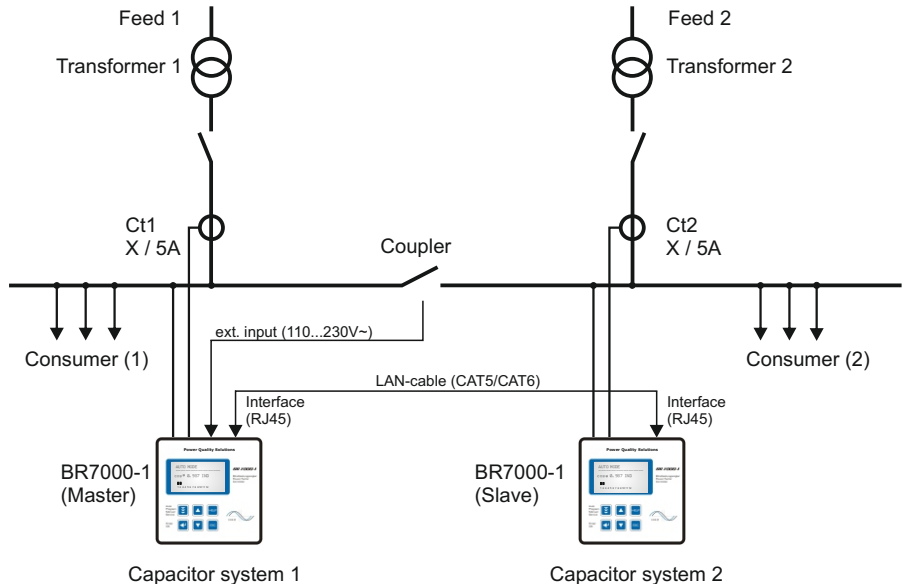 Feed 1
Feed 2
Transformer 1
Transformer 2
Ct1
X / 5A
Ct2
X / 5A
Coupler
ext. input (110...230V~)
Consumer (1)
Consumer (2)
LAN-cable (CAT5/CAT6)
Interface
(RJ45)
Interface
(RJ45)
BR7000-1
(Master)
Power Quality Solutions
AUTO MODE
BR7000-1
(Slave)
Power Quality Solutions
AUTO MODE
Capacitor system 1
Capacitor system 2